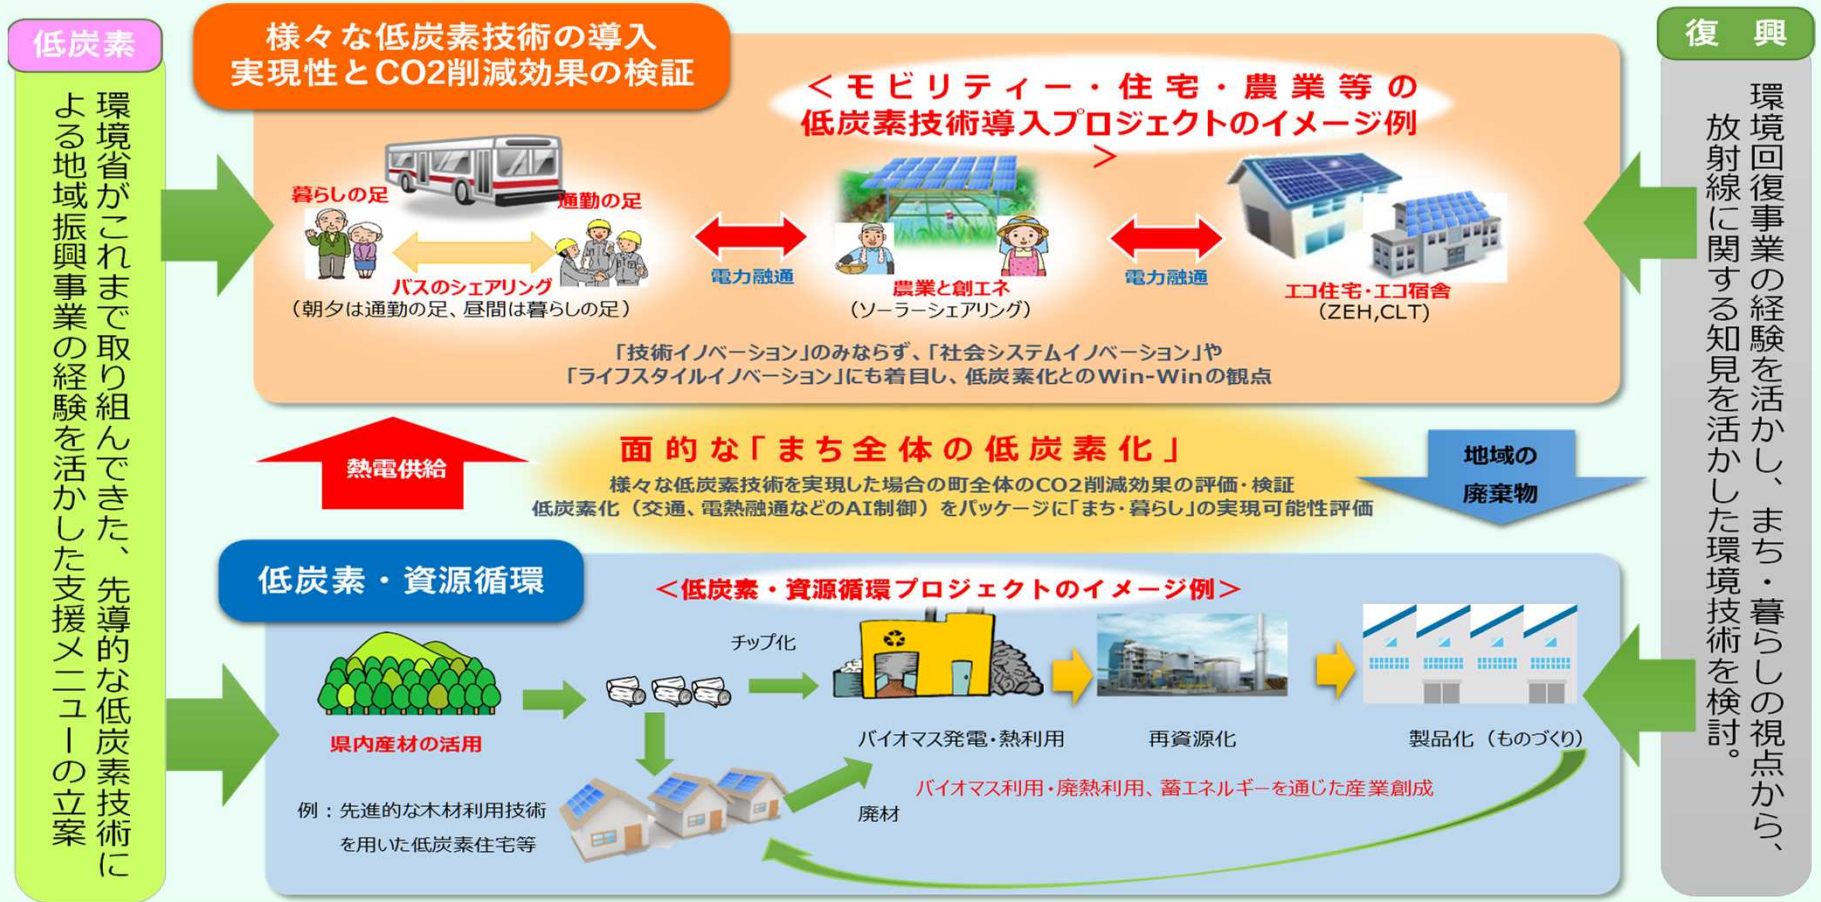 低炭素
環境省がこれまで取り組んできた、先導的な低炭素技術に
よる地域振興事業の経験を活かした支援メニューの立案
様々な低炭素技術の導入
実現性とCO2削減効果の検証
<モビリティー・住宅・農業等の
低炭素技術導入プロジェクトのイメージ例
>
暮らしの足
通勤の足
バスのシェアリング
(朝夕は通勤の足、昼間は暮らしの足)
電力融通
農業と創エネ
(ソーラーシェアリング)
電力融通
エコ住宅・エコ宿舎
(ZEH,CLT)
「技術イノベーション」のみならず、「社会システムイノベーション」や
「ライフスタイルイノベーション」にも着目し、低炭素化とのWin-Winの観点
熱電供給
面的な「まち全体の低炭素化」
様々な低炭素技術を実現した場合の町全体のCO2削減効果の評価・検証
低炭素化(交通、電熱融通などのAI制御)をパッケージに「まち・暮らし」の実現可能性評価
地域の
廃棄物
低炭素・資源循環
<低炭素・資源循環プロジェクトのイメージ例>
チップ化
県内産材の活用
バイオマス発電・熱利用
再資源化
製品化(ものづくり)
バイオマス利用・廃熱利用、蓄エネルギーを通じた産業創成
例:先進的な木材利用技術
を用いた低炭素住宅等
廃材
復 興
環境回復事業の経験を活かし、まち・暮らしの視点から、
放射線に関する知見を活かした環境技術を検討。